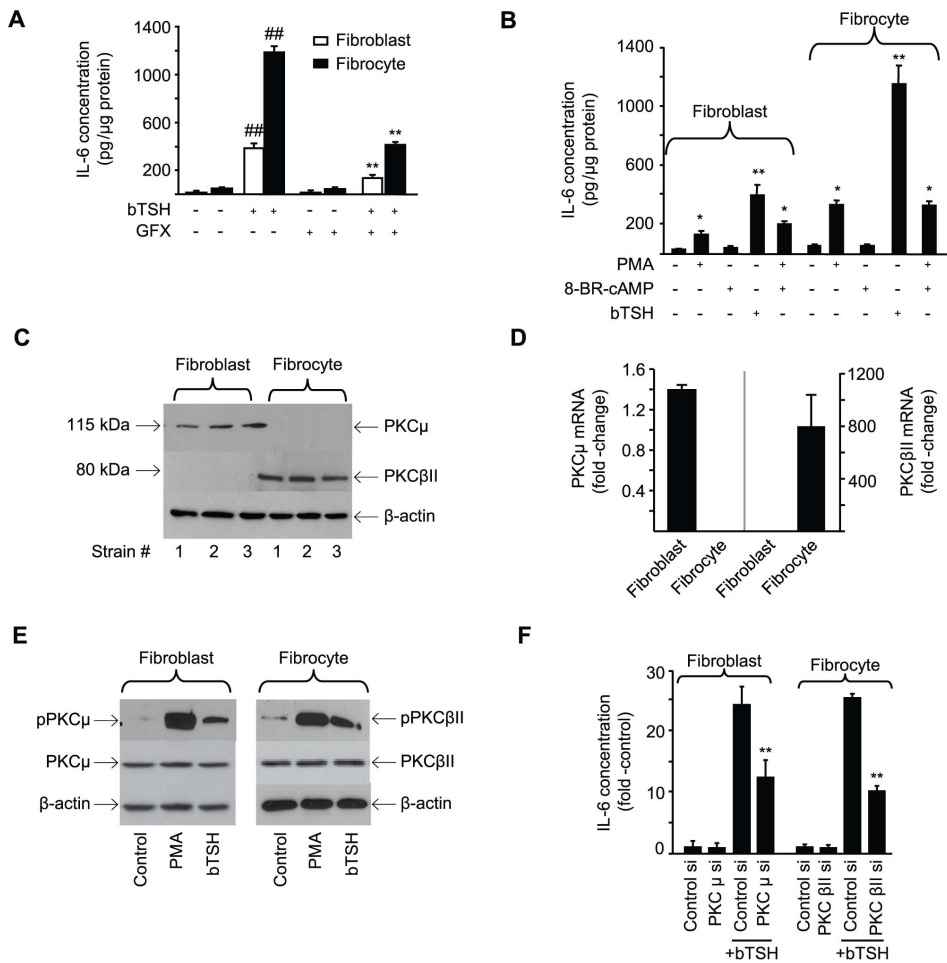 A
IL-6 concentration
(pg/µg protein)
1400
1000
600
200
##
##
**
**
Fibroblast
Fibrocyte
bTSH - - + + - - + +
GFX - - - - + + + +
B
Fibrocyte
Fibroblast
IL-6 concentration
(pg/µg protein)
1400
1000
600
200
*
**
*
*
**
*
PMA - + - - + - + - - +
8-BR-cAMP - - + - + - - + - +
bTSH - - - + - - - - + -
C
Fibroblast Fibrocyte
115 kDa
80 kDa
PKCµ
PKCβII
β-actin
Strain # 1 2 3 1 2 3
D
PKCµ mRNA
(fold -change)
1.6
1.2
0.8
0.4
1200
800
400
PKCβII mRNA
(fold -change)
Fibroblast
Fibrocyte
Fibroblast
Fibrocyte
E
Fibroblast
Fibrocyte
pPKCµ
PKCµ
β-actin
pPKCβII
PKCβII
β-actin
Control
PMA
bTSH
Control
PMA
bTSH
F
Fibroblast
Fibrocyte
IL-6 concentration
(fold -control)
30
20
10
0
**
**
Control si
PKC µ si
Control si
PKC µ si
Control si
PKC βII si
Control si
PKC βII si
+bTSH
+bTSH